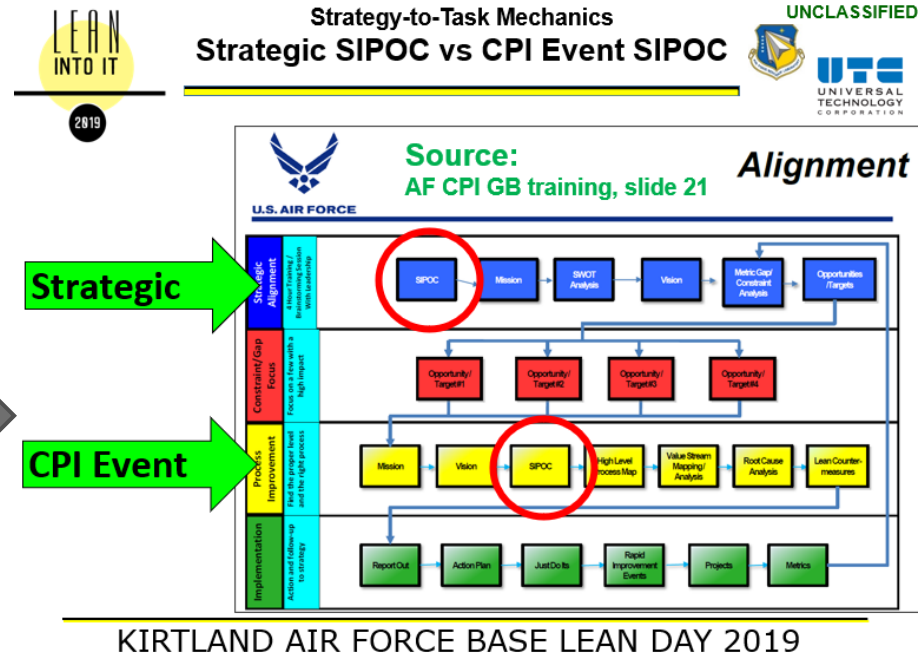 LEAN
INTO IT
2019
Strategy-to-Task Mechanics
Strategic SIPOC vs CPI Event SIPOC
UNCLASSIFIED
UTC
UNIVERSAL
TECHNOLOGY
CORPORATION
U.S. AIR FORCE
Source:
AF CPI GB training, slide 21
Alignment
Strategic
Strategic
Alignment
4 Hour Training /
Brainstorming Session
With Leadership
SIPOC
Mission
SWOT
Analysis
Vision
Metric Gap/
Constraint
Analysis
Opportunities
/Targets
Constraint/Gap
Focus
Focus on a few with a
high impact
Opportunity /
Target #1
Opportunity /
Target #2
Opportunity /
Target #3
Opportunity /
Target #4
CPI Event
Process
Improvement
Find the proper level
and the right process
Mission
Vision
SIPOC
High Level
Process Map
Value Stream
Mapping /
Analysis
Root Cause
Analysis
Lean Counter-
measures
Implementation
Action and follow-up
to strategy
Report Out
Action Plan
Just Do Its
Rapid
Improvement
Events
Projects
Metrics
KIRTLAND AIR FORCE BASE LEAN DAY 2019